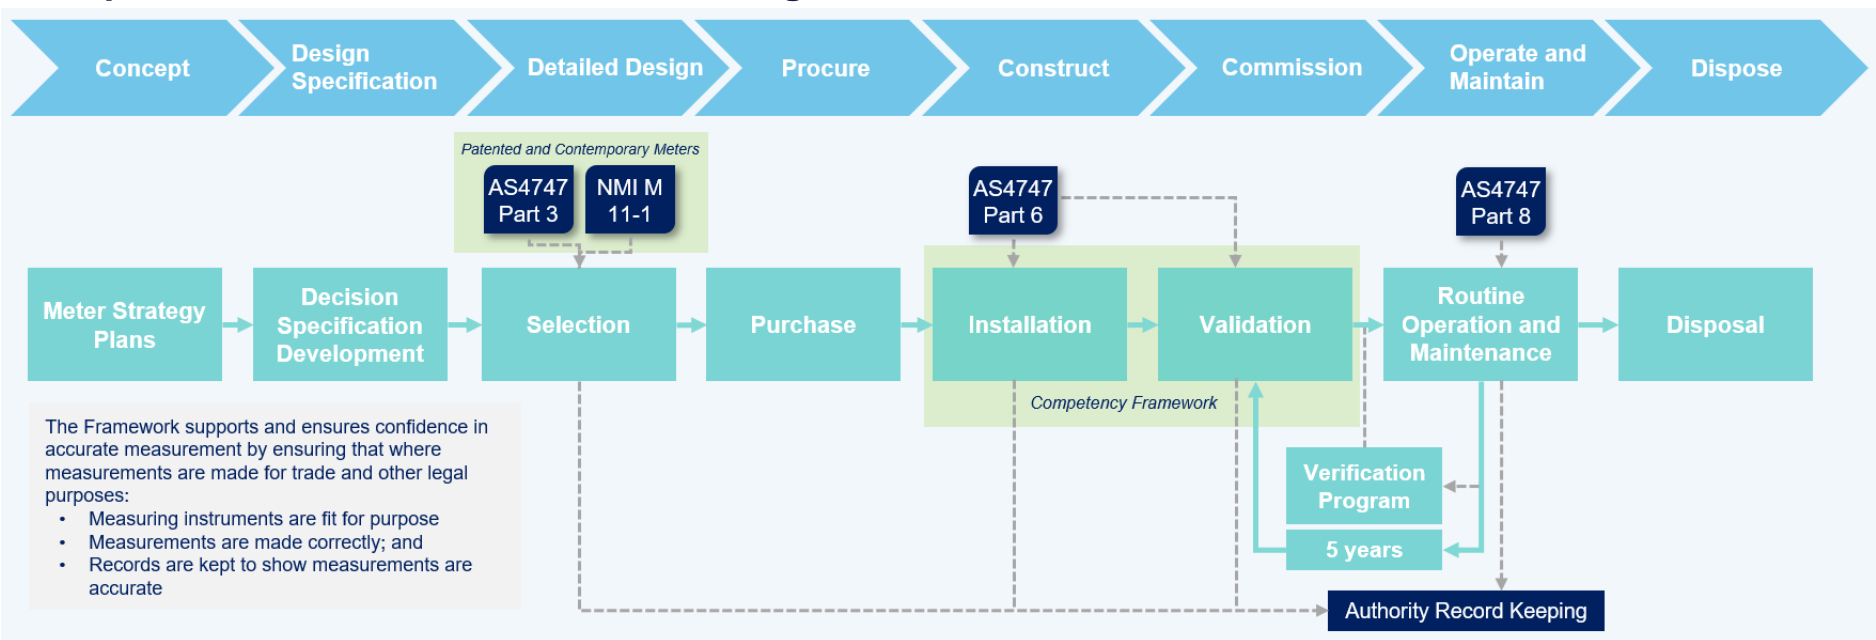 Concept
Design
Specification
Detailed Design
Procure
Construct
Commission
Operate and
Maintain
Dispose
Patented and Contemporary Meters
AS4747
Part 3
NMI M
11-1
AS4747
Part 6
AS4747
Part 8
Meter Strategy
Plans
Decision
Specification
Development
Selection
Purchase
Installation
Validation
Routine
Operation and
Maintenance
Disposal
Competency Framework
The Framework supports and ensures confidence in
accurate measurement by ensuring that where
measurements are made for trade and other legal
purposes:
• Measuring instruments are fit for purpose
• Measurements are made correctly; and
• Records are kept to show measurements are
accurate
Verification
Program
5 years
Authority Record Keeping